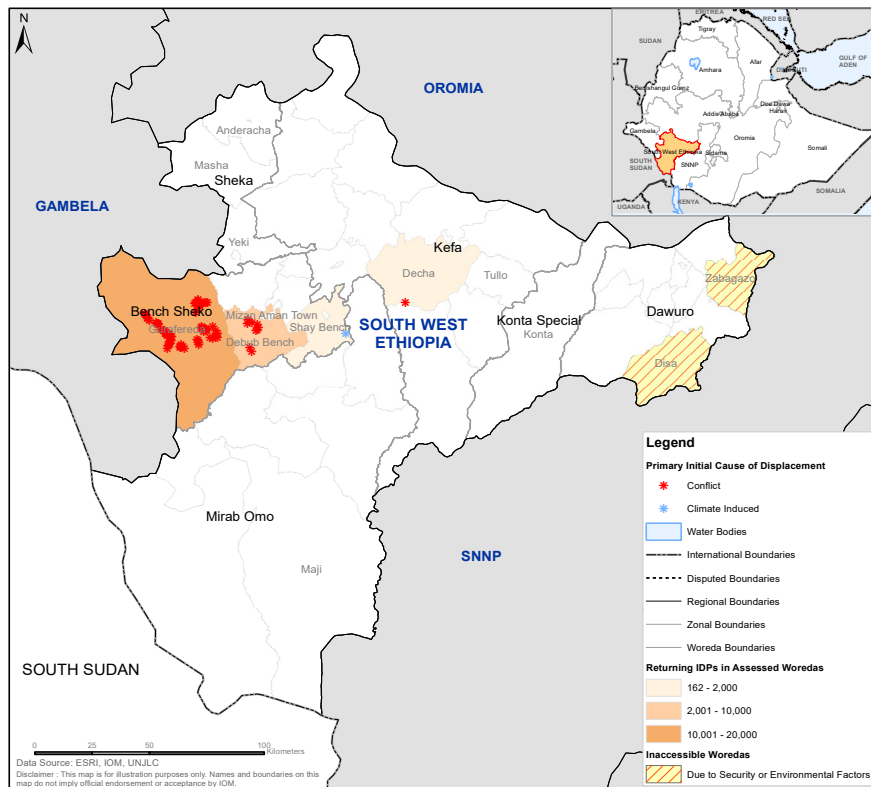 N
OROMIA
GAMBELA
SOUTH WEST
ETHIOPIA
SNNP
SOUTH SUDAN
Anderacha
Masha
Sheka
Yeki
Kefa
Decha
Tullo
Bench Sheko
Gurafereda
Mizan Aman Town
Shay Bench
Debub Bench
Konta Special
Konta
Dawuro
Zabagazo
Disa
Mirab Omo
Maji
ERITREA
RED SEA
SUDAN
Tigray
Afar
Amhara
DJIBOUTI
GULF OF
ADEN
Benishangul Gumz
Dire Dawa
Harari
Addis Ababa
Gambela
Oromia
South West Ethiopia
Sidama
Somali
SOUTH
SUDAN
SNNP
SOMALIA
UGANDA
KENYA
Legend
Primary Initial Cause of Displacement
Conflict
Climate Induced
Water Bodies
International Boundaries
Disputed Boundaries
Regional Boundaries
Zonal Boundaries
Woreda Boundaries
Returning IDPs in Assessed Woredas
162 - 2,000
2,001 - 10,000
10,001 - 20,000
Inaccessible Woredas
Due to Security or Environmental Factors
0 50 100
Kilometers
Data Source: ESRI, IOM, UNJLC
Disclaimer : This map is for illustration purposes only. Names and boundaries on this
map do not imply official endorsement or acceptance by IOM.